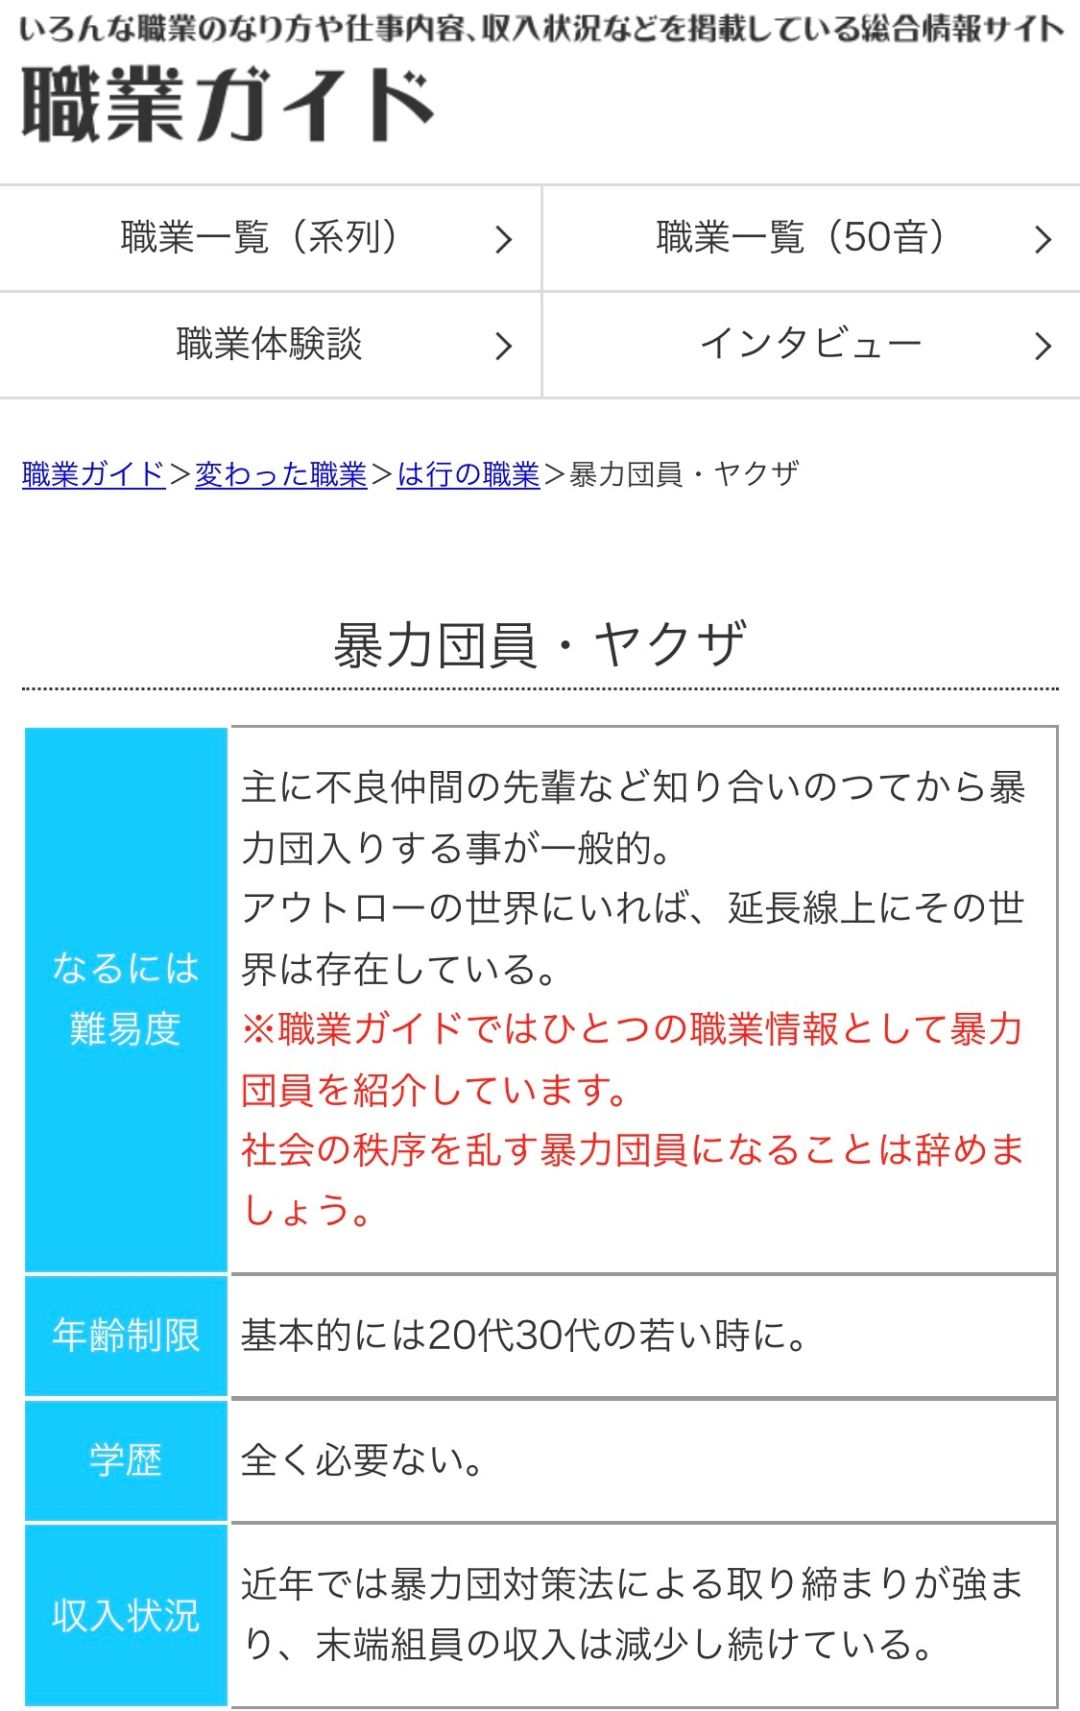 いろんな職業のなり方や仕事内容、収入状況などを掲載している総合情報サイト
職業ガイド
職業一覧（系列）
職業一覧（50音）
職業体験談
インタビュー
職業ガイド＞変わった職業＞は行の職業＞暴力団員・ヤクザ
暴力団員・ヤクザ
なるには
難易度
主に不良仲間の先輩など知り合いのつてから暴
力団入りする事が一般的。
アウトローの世界にいれば、延長線上にその世
界は存在している。
※職業ガイドではひとつの職業情報として暴力
団員を紹介しています。
社会の秩序を乱す暴力団員になることは辞めま
しょう。
年齢制限
基本的には20代30代の若い時に。
学歴
全く必要ない。
収入状況
近年では暴力団対策法による取り締まりが強ま
り、末端組員の収入は減少し続けている。